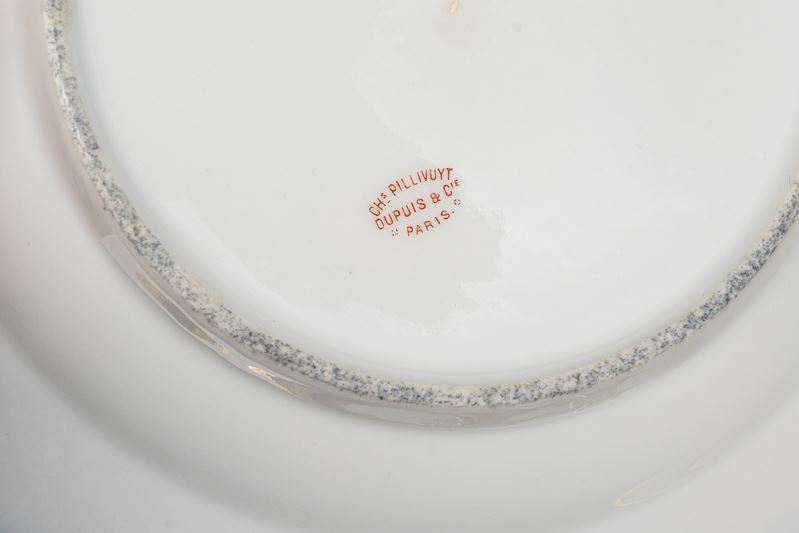 CHS PILLIVUYT
DUPUIS & CIE
PARIS.